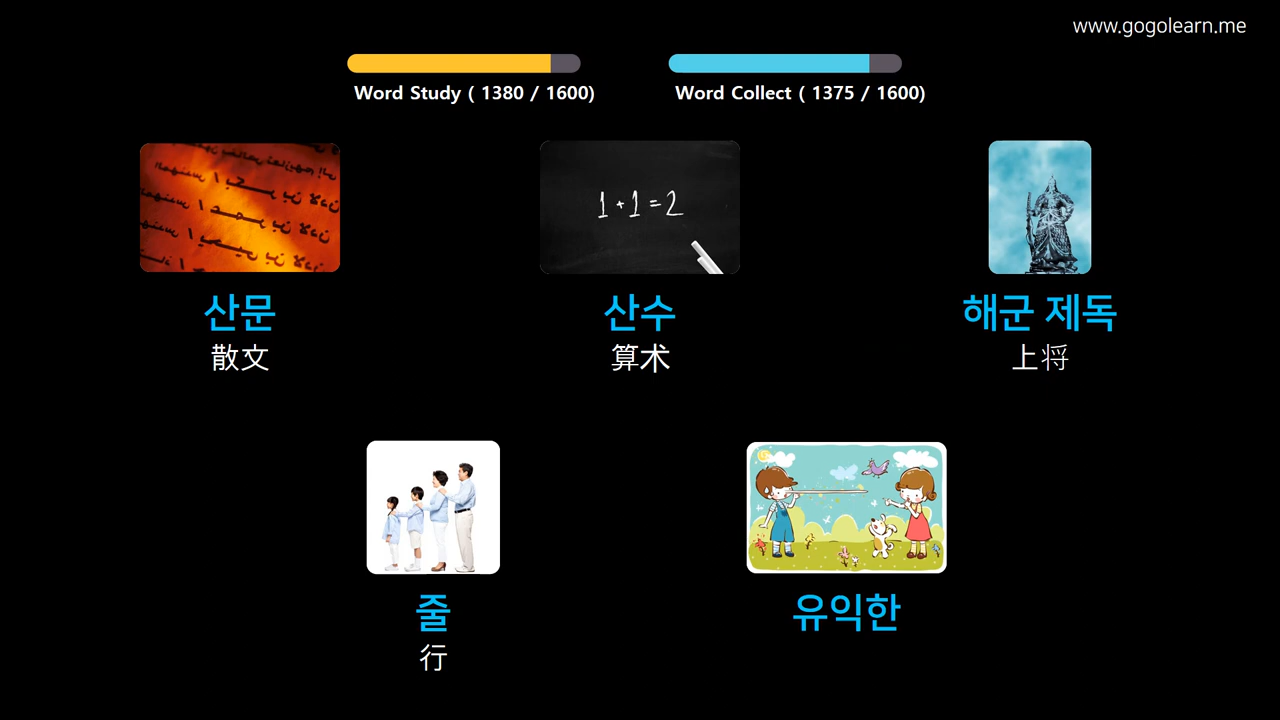 www.gogolearn.me
Word Study ( 1380 / 1600)
Word Collect ( 1375 / 1600)
1+1=2
산문
散文
산수
算术
해군 제독
上将
줄
行
유익한